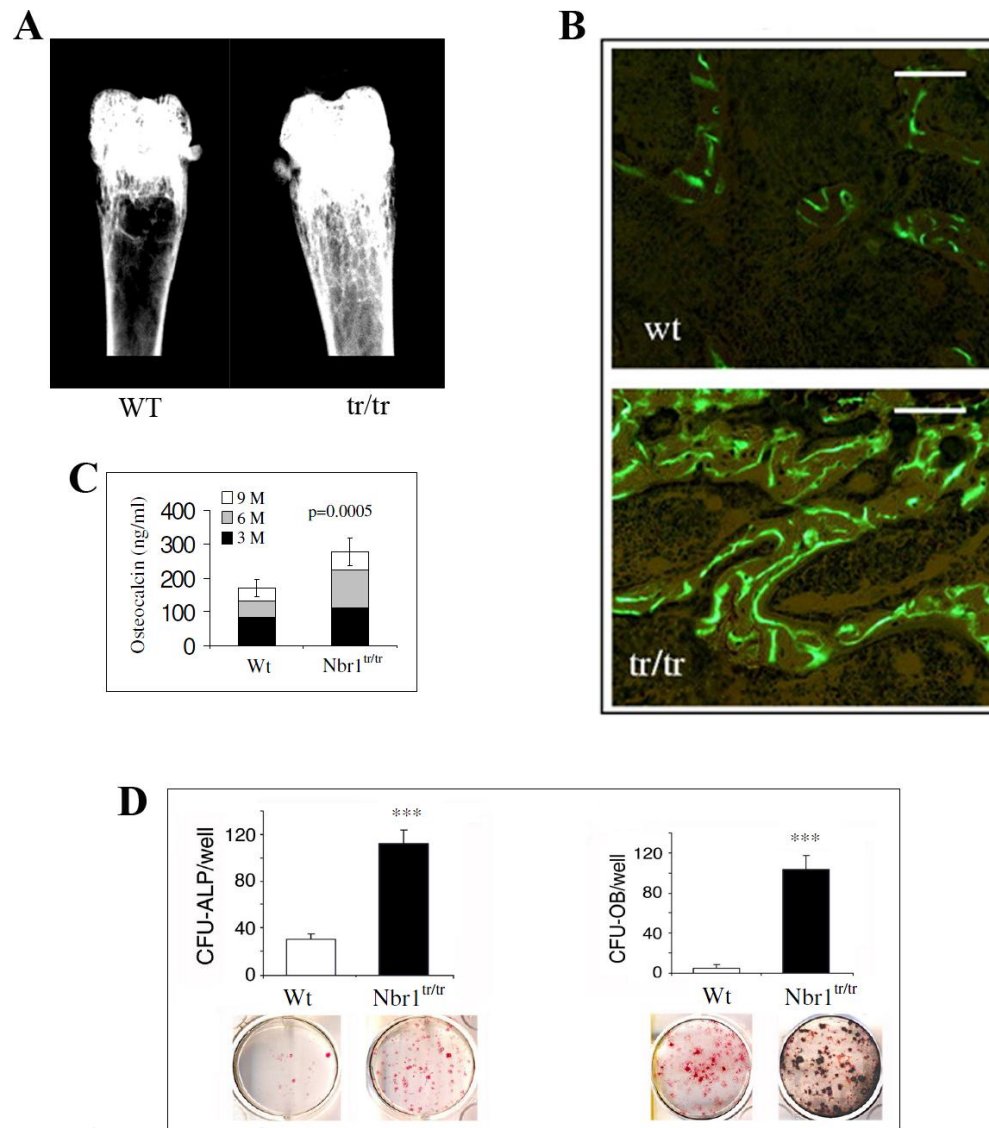 A
B
WT
tr/tr
wt
tr/tr
C
Osteocalcin (ng/ml)
400
300
200
100
0
9 M
6 M
3 M
p=0.0005
Wt
Nbr1tr/tr
D
CFU-ALP/well
120
80
40
0
***
Wt
Nbr1tr/tr
CFU-OB/well
120
80
40
0
***
Wt
Nbr1tr/tr